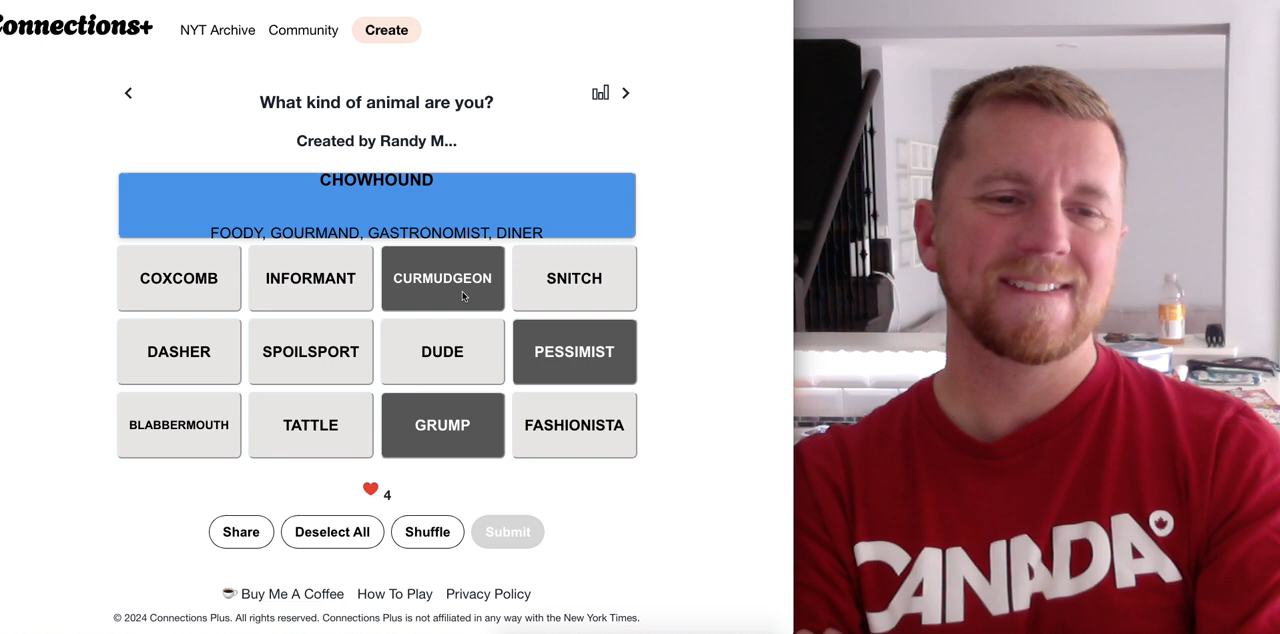 Connections+
NYT Archive Community Create
What kind of animal are you?
Created by Randy M...
CHOWHOUND
FOODY, GOURMAND, GASTRONOMIST, DINER
COXCOMB INFORMANT CURMUDGEON SNITCH
DASHER SPOILSPORT DUDE PESSIMIST
BLABBERMOUTH TATTLE GRUMP FASHIONISTA
4
Share Deselect All Shuffle Submit
Buy Me A Coffee How To Play Privacy Policy
© 2024 Connections Plus. All rights reserved. Connections Plus is not affiliated in any way with the New York Times.
CANADA